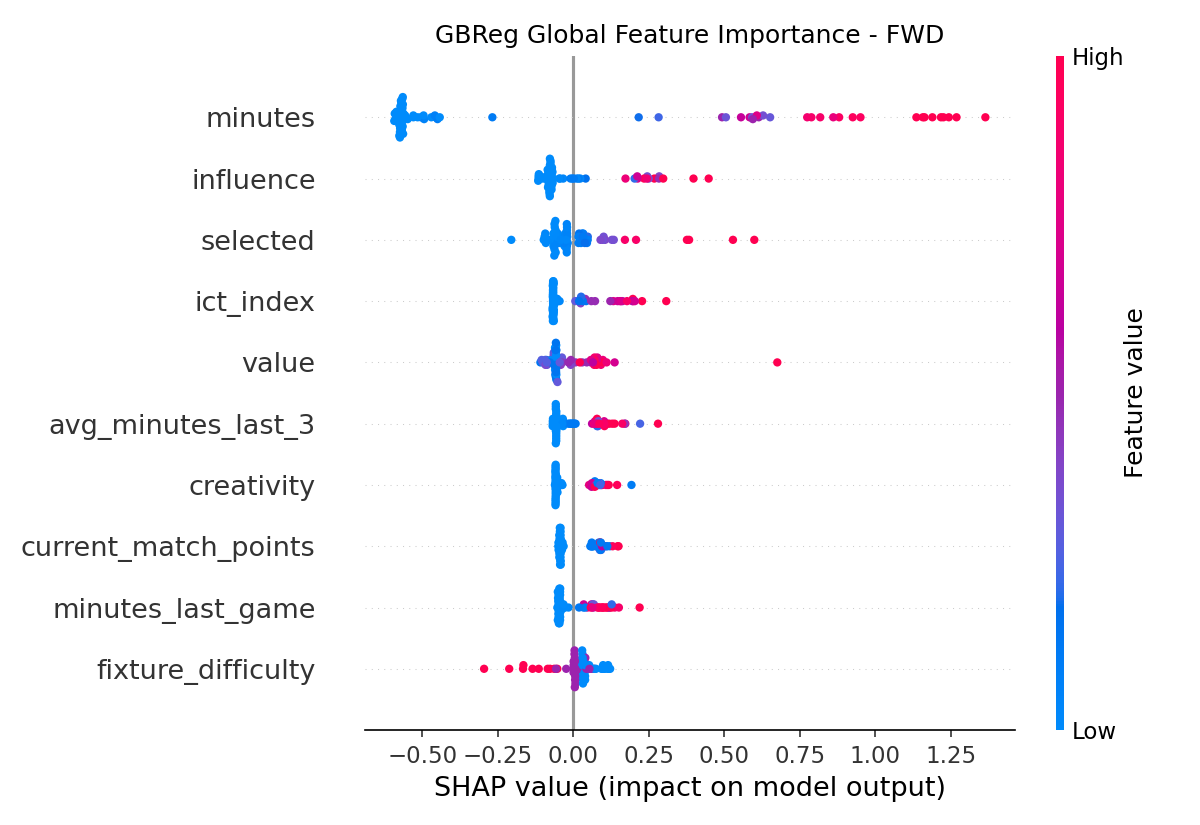 GBReg Global Feature Importance - FWD
High
minutes
influence
selected
ict_index
value
avg_minutes_last_3
creativity
current_match_points
minutes_last_game
fixture_difficulty
Feature value
Low
−0.50 −0.25 0.00 0.25 0.50 0.75 1.00 1.25
SHAP value (impact on model output)